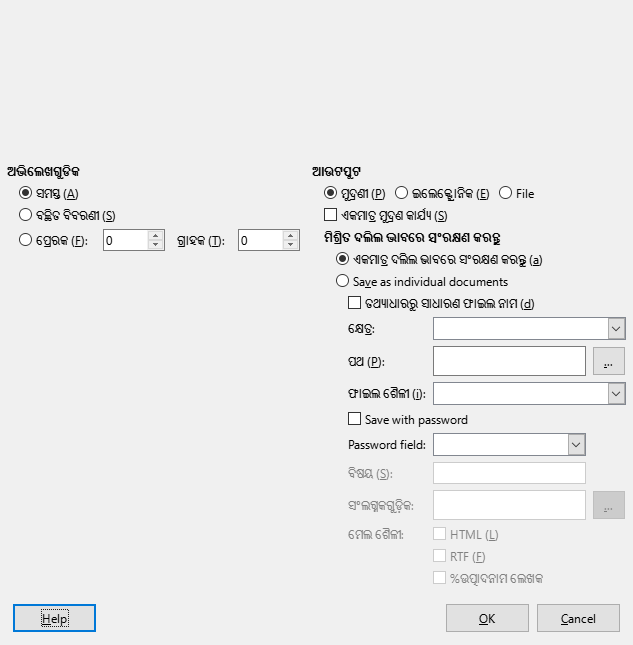 ଅଭିଲେଖଗୁଡିକ
ସମସ୍ତ (A)
ବଚ୍ଛିତ ବିବରଣୀ (S)
ପ୍ରେରକ (F): 0 ଗ୍ରାହକ (T): 0
ଆଉଟପୁଟ
ମୁଦ୍ରଣୀ (P) ଇଲେକ୍ଟ୍ରୋନିକ (E) File
ଏକମାତ୍ର ମୁଦ୍ରଣ କାର୍ଯ୍ୟ (S)
ମିଶ୍ରିତ ଦଲିଲ ଭାବରେ ସଂରକ୍ଷଣ କରନ୍ତୁ
ଏକମାତ୍ର ଦଲିଲ ଭାବରେ ସଂରକ୍ଷଣ କରନ୍ତୁ (a)
Save as individual documents
ତଥ୍ୟାଧାରରୁ ସାଧାରଣ ଫାଇଲ ନାମ (d)
କ୍ଷେତ୍ର:
ପଥ (P): ...
ଫାଇଲ ଶୈଳୀ (i):
Save with password
Password field:
ବିଷୟ (S):
ସଂଲଗ୍ନକଗୁଡ଼ିକ: ...
ମେଲ ଶୈଳୀ: HTML (L)
RTF (F)
%ଉତ୍ପାଦନାମ ଲେଖକ
Help OK Cancel